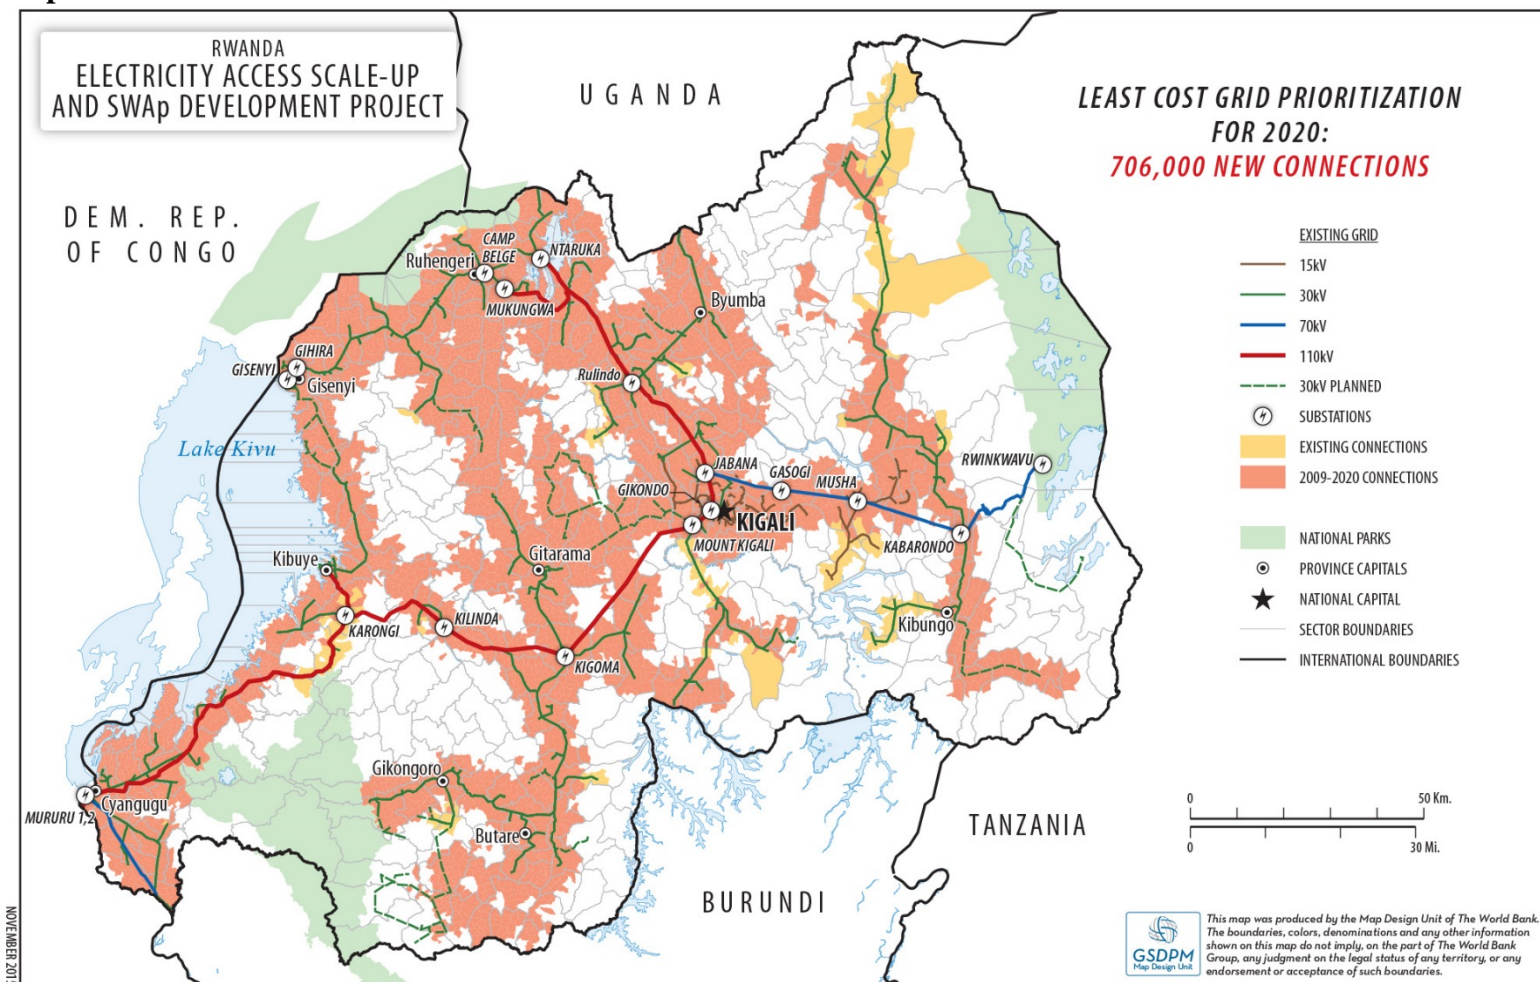 RWANDA
ELECTRICITY ACCESS SCALE-UP
AND SWAp DEVELOPMENT PROJECT
UGANDA
LEAST COST GRID PRIORITIZATION
FOR 2020:
706,000 NEW CONNECTIONS
DEM. REP.
OF CONGO
EXISTING GRID
15kV
30kV
70kV
110kV
30kV PLANNED
SUBSTATIONS
EXISTING CONNECTIONS
2009-2020 CONNECTIONS
NATIONAL PARKS
PROVINCE CAPITALS
NATIONAL CAPITAL
SECTOR BOUNDARIES
INTERNATIONAL BOUNDARIES
CAMP
BELGE
NTARUKA
Ruhengeri
MUKUNGWA
Byumba
GIHIRA
GISENYI
Gisenyi
Rulindo
Lake Kivu
JABANA
GASOGI
MUSHA
RWINKWAVU
GIKONDO
KIGALI
MOUNT KIGALI
KABARONDO
Kibuye
Gitarama
KARONGI
KILINDA
KIGOMA
Kibungo
Gikongoro
Cyangugu
MURURU 1,2
Butare
TANZANIA
BURUNDI
0
50 Km.
0
30 Mi.
GSDPM
Map Design Unit
This map was produced by the Map Design Unit of The World Bank.
The boundaries, colors, denominations and any other information
shown on this map do not imply, on the part of The World Bank
Group, any judgment on the legal status of any territory, or any
endorsement or acceptance of such boundaries.